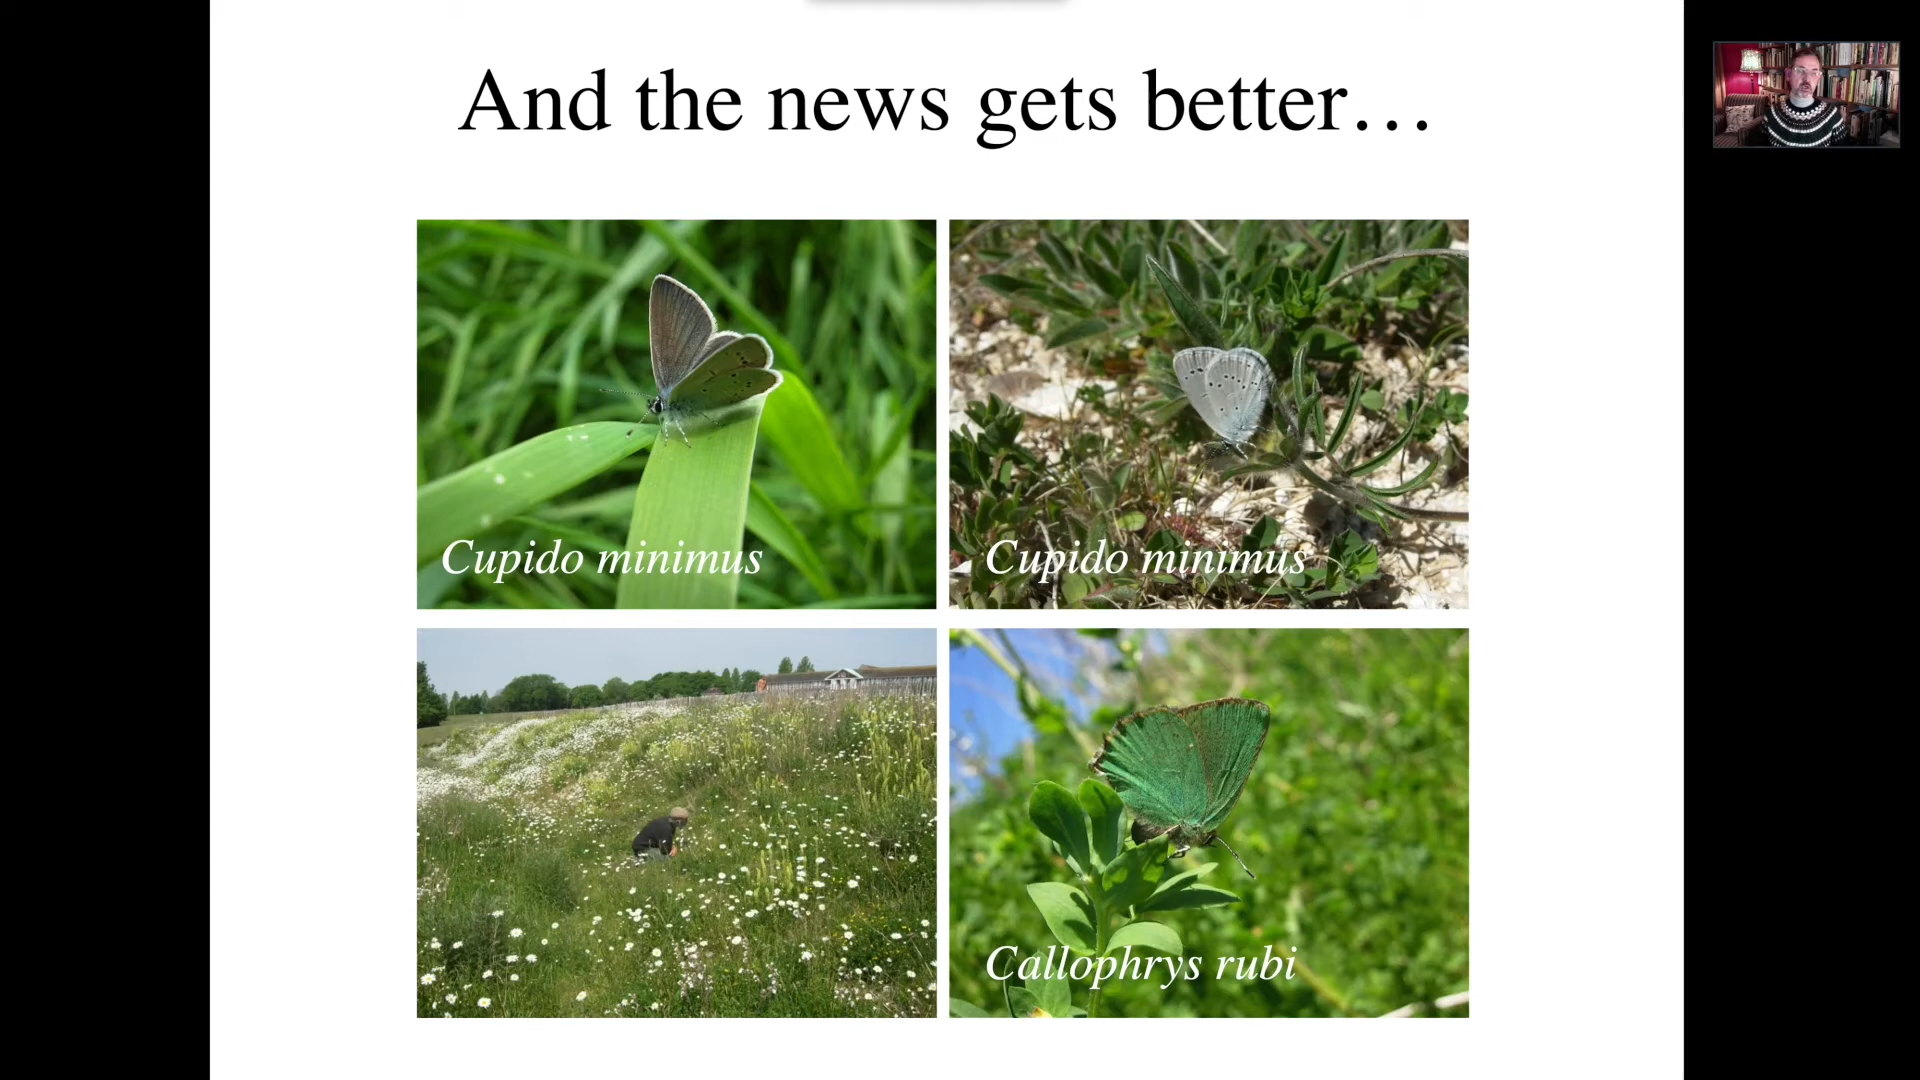 And the news gets better…
Cupido minimus
Cupido minimus
Callophrys rubi